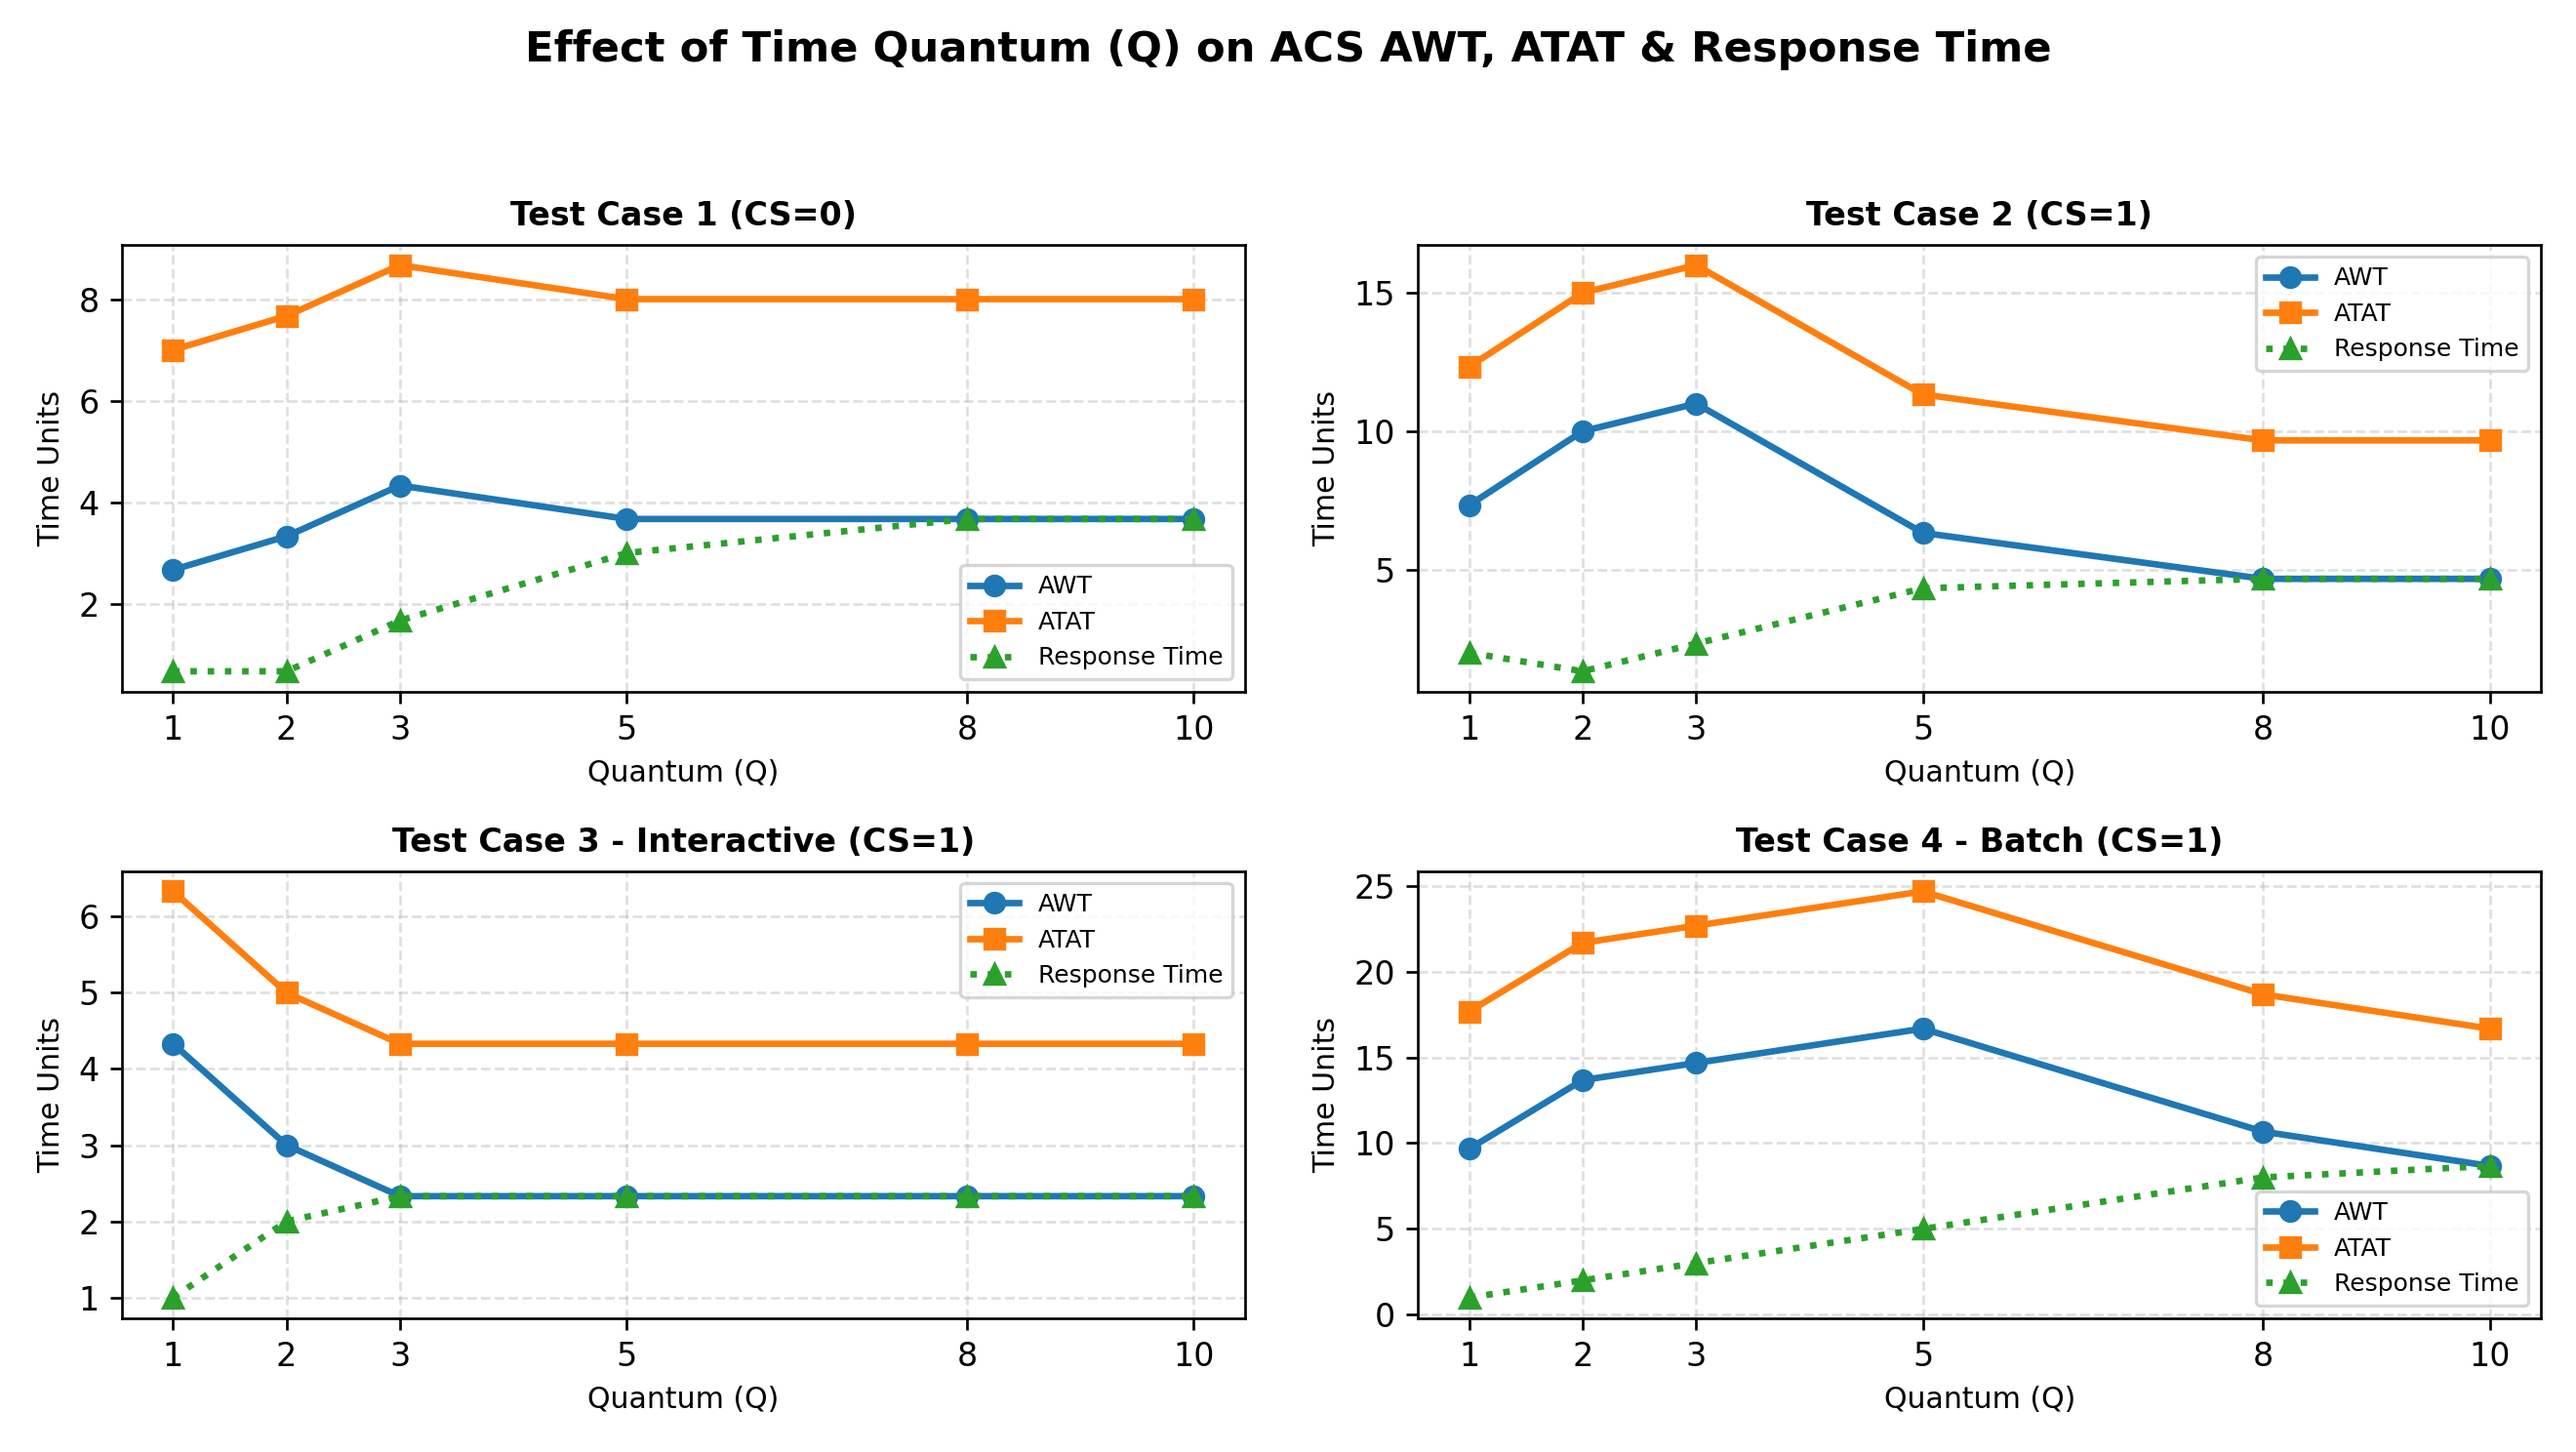 Effect of Time Quantum (Q) on ACS AWT, ATAT & Response Time
Test Case 1 (CS=0)
Time Units
8
6
4
2
1 2 3 5 8 10
Quantum (Q)
AWT
ATAT
Response Time
Test Case 2 (CS=1)
Time Units
15
10
5
1 2 3 5 8 10
Quantum (Q)
AWT
ATAT
Response Time
Test Case 3 - Interactive (CS=1)
Time Units
6
5
4
3
2
1
1 2 3 5 8 10
Quantum (Q)
AWT
ATAT
Response Time
Test Case 4 - Batch (CS=1)
Time Units
25
20
15
10
5
0
1 2 3 5 8 10
Quantum (Q)
AWT
ATAT
Response Time